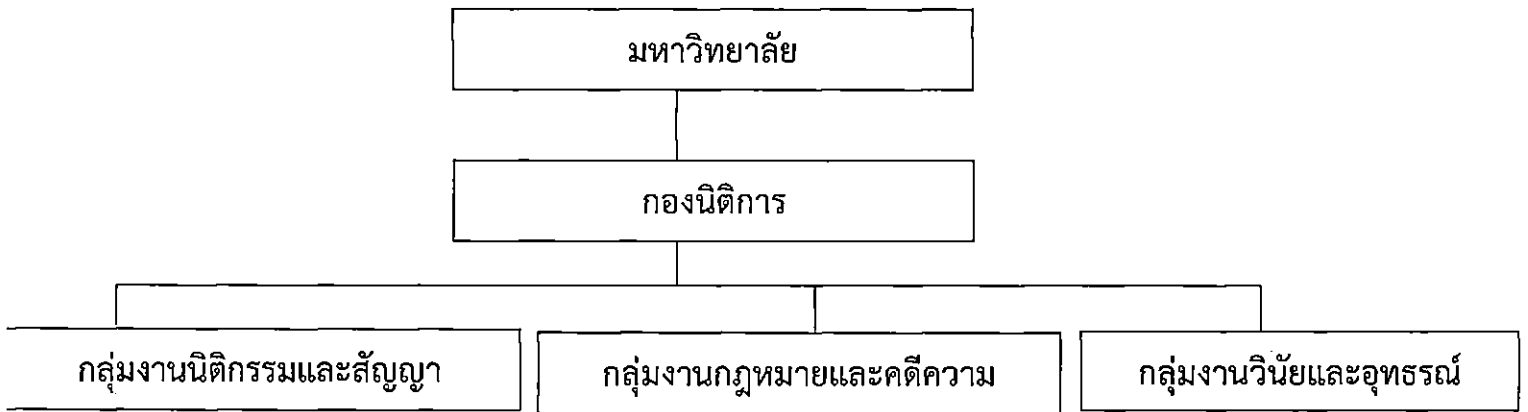 มหาวิทยาลัย
กองนิติการ
กลุ่มงานนิติกรรมและสัญญา
กลุ่มงานกฎหมายและคดีความ
กลุ่มงานวินัยและอุทธรณ์